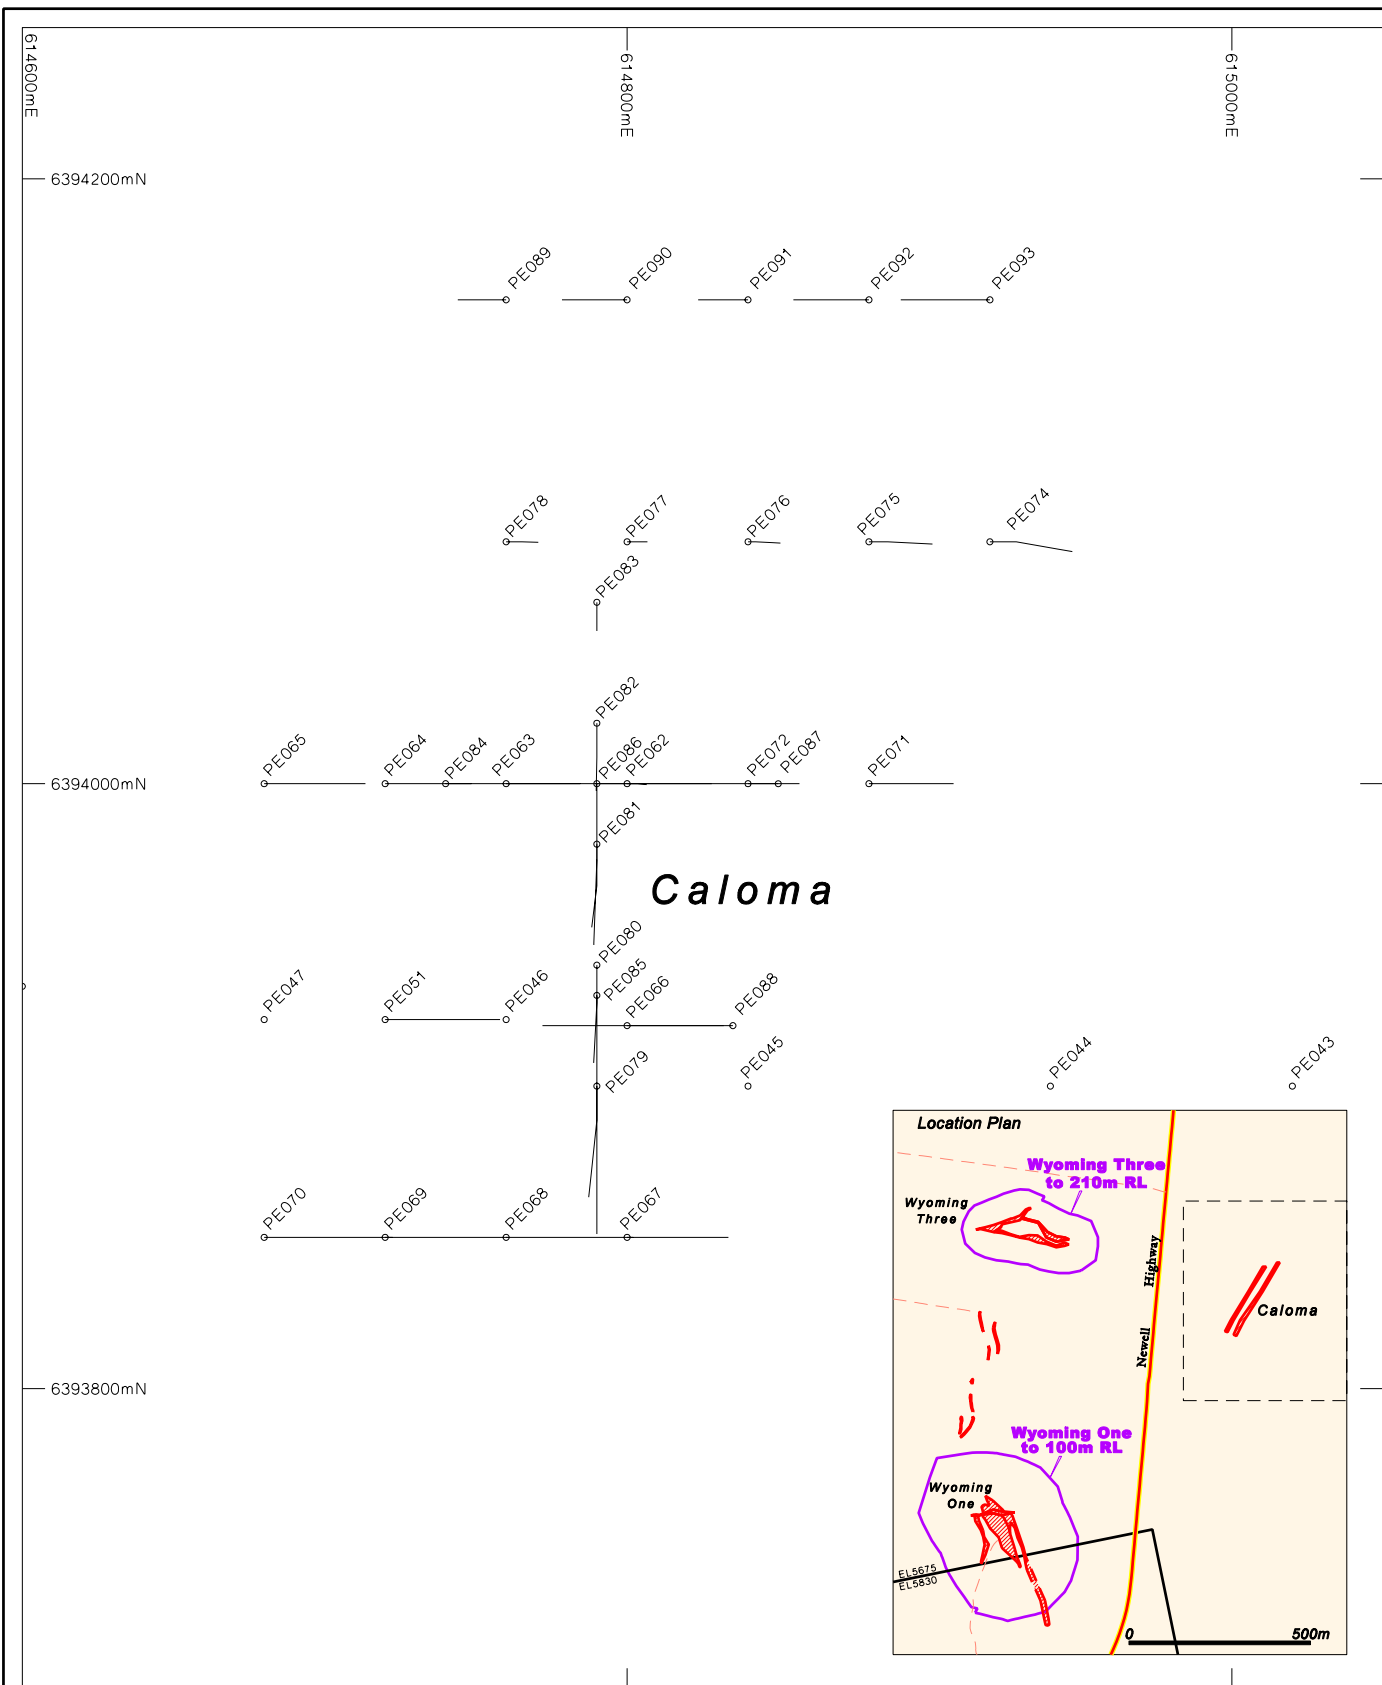 614600mE
614800mE
615000mE
6394200mN
PE089
PE090
PE091
PE092
PE093
PE078
PE077
PE076
PE075
PE074
PE083
PE082
PE065
PE064
PE084
PE063
PE086
PE062
PE072
PE087
PE071
6394000mN
PE081
Caloma
PE080
PE047
PE051
PE046
PE085
PE066
PE088
PE079
PE045
PE044
PE043
PE070
PE069
PE068
PE067
6393800mN
Location Plan
Wyoming Three
to 210m RL
Wyoming
Three
Highway
Newell
Caloma
Wyoming One
to 100m RL
Wyoming
One
EL5675
EL5830
0
500m